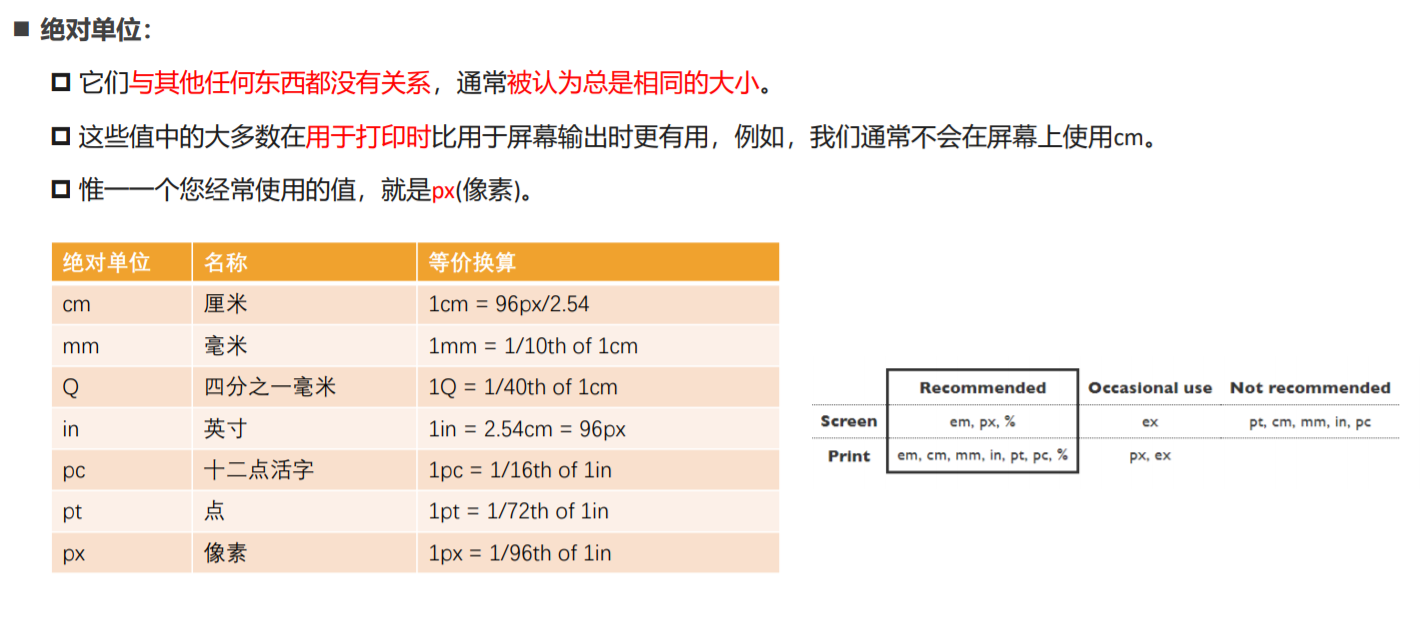 绝对单位：
它们与其他任何东西都没有关系，通常被认为总是相同的大小。
这些值中的大多数在用于打印时比用于屏幕输出时更有用，例如，我们通常不会在屏幕上使用cm。
惟一一个您经常使用的值，就是px(像素)。
绝对单位 名称 等价换算
cm 厘米 1cm = 96px/2.54
mm 毫米 1mm = 1/10th of 1cm
Q 四分之一毫米 1Q = 1/40th of 1cm
in 英寸 1in = 2.54cm = 96px
pc 十二点活字 1pc = 1/16th of 1in
pt 点 1pt = 1/72th of 1in
px 像素 1px = 1/96th of 1in
Recommended Occasional use Not recommended
Screen em, px, % ex pt, cm, mm, in, pc
Print em, cm, mm, in, pt, pc, % px, ex